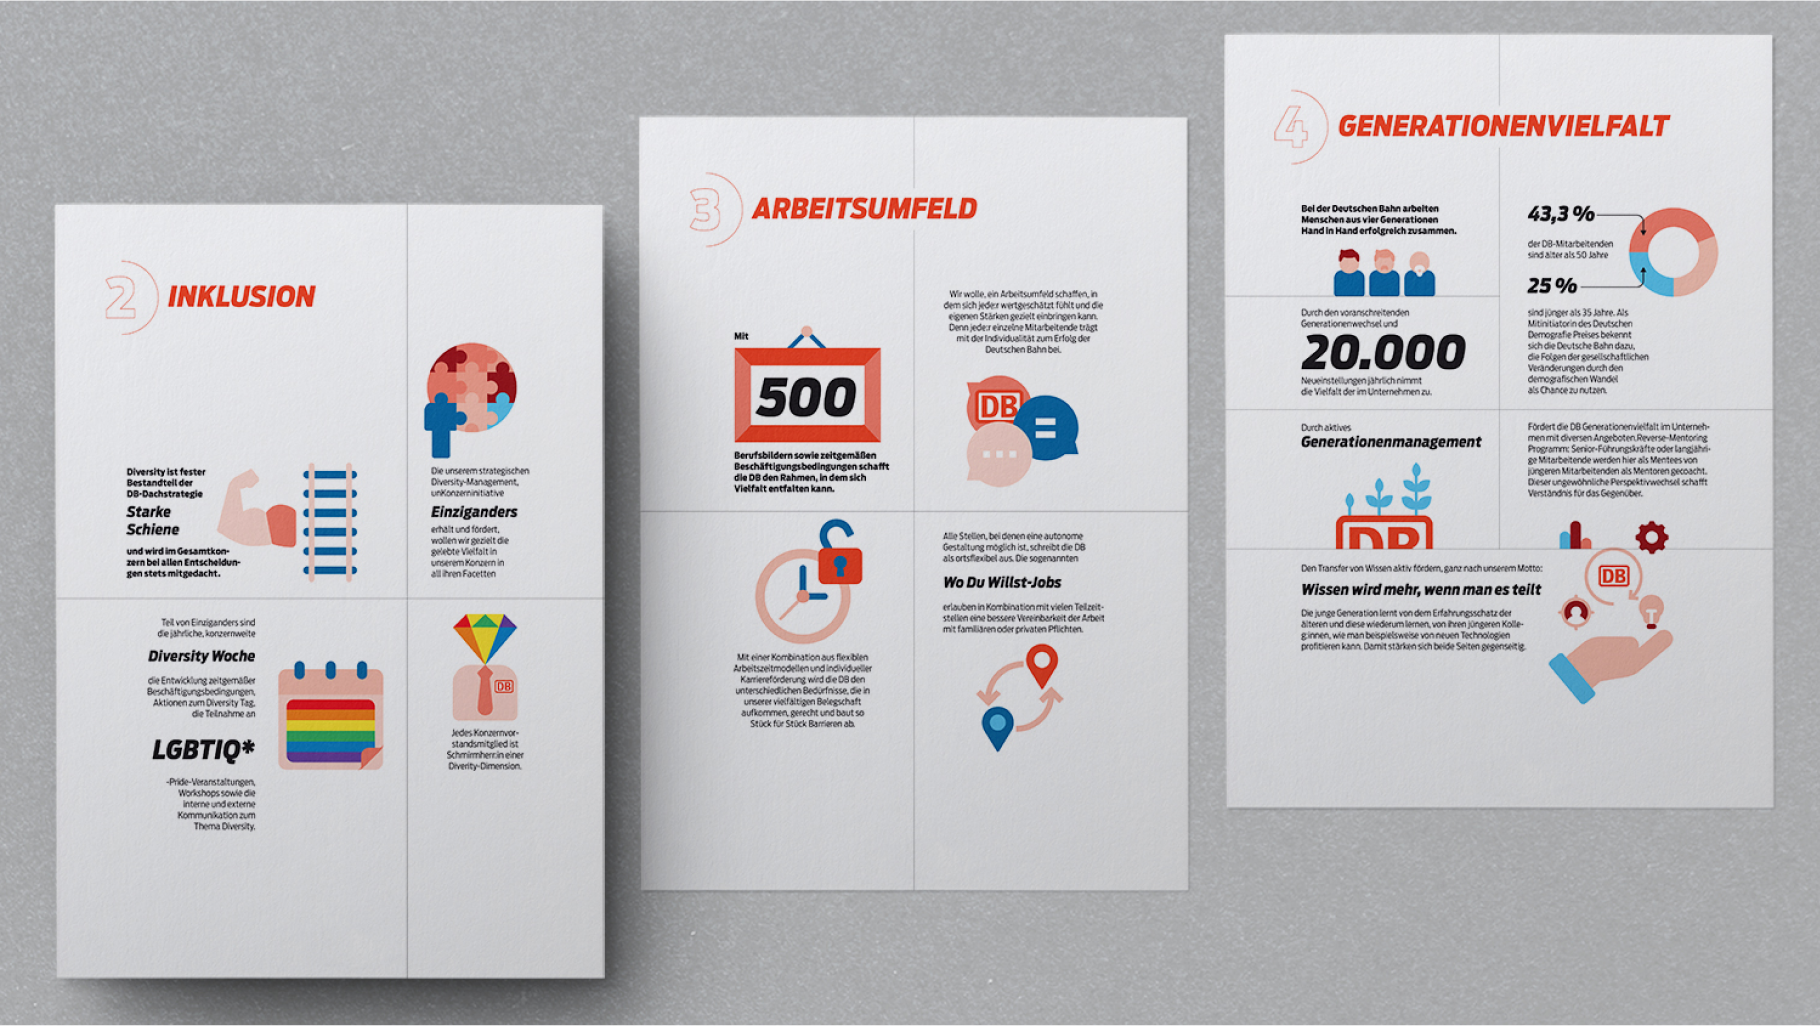 2 INKLUSION
Diversity ist fester
Bestandteil der
DB-Dachstrategie
Starke
Schiene
und wird im Gesamtkon-
zern bei allen Entscheidun-
gen stets mitgedacht.
Die unserem strategischen
Diversity-Management,
unKonzerninitiative
Einziganders
erhält und fördert,
wollen wir gezielt die
gelebte Vielfalt in
unserem Konzern in
all ihren Facetten
Teil von Einziganders sind
die jährliche, konzernweite
Diversity Woche
die Entwicklung zeitgemäßer
Beschäftigungsbedingungen,
Aktionen zum Diversity Tag,
die Teilnahme an
LGBTIQ*
-Pride-Veranstaltungen,
Workshops sowie die
interne und externe
Kommunikation zum
Thema Diversity.
DB
Jedes Konzernvor-
standsmitglied ist
Schmirmherr:in einer
Diverity-Dimension.
3 ARBEITSUMFELD
Mit
500
Berufsbildern sowie zeitgemäßen
Beschäftigungsbedingungen schafft
die DB den Rahmen, in dem sich
Vielfalt entfalten kann.
Wir wolle, ein Arbeitsumfeld schaffen, in
dem sich jede:r wertgeschätzt fühlt und die
eigenen Stärken gezielt einbringen kann.
Denn jede:r einzelne Mitarbeitende trägt
mit der Individualität zum Erfolg der
Deutschen Bahn bei.
DB
Mit einer Kombination aus flexiblen
Arbeitszeitmodellen und individueller
Karriereförderung wird die DB den
unterschiedlichen Bedürfnisse, die in
unserer vielfältigen Belegschaft
aufkommen, gerecht und baut so
Stück für Stück Barrieren ab.
Alle Stellen, bei denen eine autonome
Gestaltung möglich ist, schreibt die DB
als ortsflexibel aus. Die sogenannten
Wo Du Willst-Jobs
erlauben in Kombination mit vielen Teilzeit-
stellen eine bessere Vereinbarkeit der Arbeit
mit familiären oder privaten Pflichten.
4 GENERATIONENVIELFALT
Bei der Deutschen Bahn arbeiten
Menschen aus vier Generationen
Hand in Hand erfolgreich zusammen.
43,3 %
der DB-Mitarbeitenden
sind älter als 50 Jahre
25 %
sind jünger als 35 Jahre. Als
Mitinitiator des Deutschen
Demografie Preises bekennt
sich die Deutsche Bahn dazu,
die Folgen der gesellschaftlichen
Veränderungen durch den
demografischen Wandel
als Chance zu nutzen.
Durch den voranschreitenden
Generationenwechsel und
20.000
Neueinstellungen jährlich nimmt
die Vielfalt der im Unternehmen zu.
Durch aktives
Generationenmanagement
DB
Fördert die DB Generationenvielfalt im Unterneh-
men mit diversen Angeboten.Reverse-Mentoring
Programm: Senior-Führungskräfte oder langjähri-
ge Mitarbeitende werden hier als Mentees von
jüngeren Mitarbeitenden als Mentoren gecoacht.
Dieser ungewöhnliche Perspektivwechsel schafft
Verständnis für das Gegenüber.
Den Transfer von Wissen aktiv fördern, ganz nach unserem Motto:
Wissen wird mehr, wenn man es teilt
Die junge Generation lernt von dem Erfahrungsschatz der
älteren und diese wiederum lernen, von ihren jüngeren Kolle-
g:innen, wie man beispielsweise von neuen Technologien
profitieren kann. Damit stärken sich beide Seiten gegenseitig.
DB